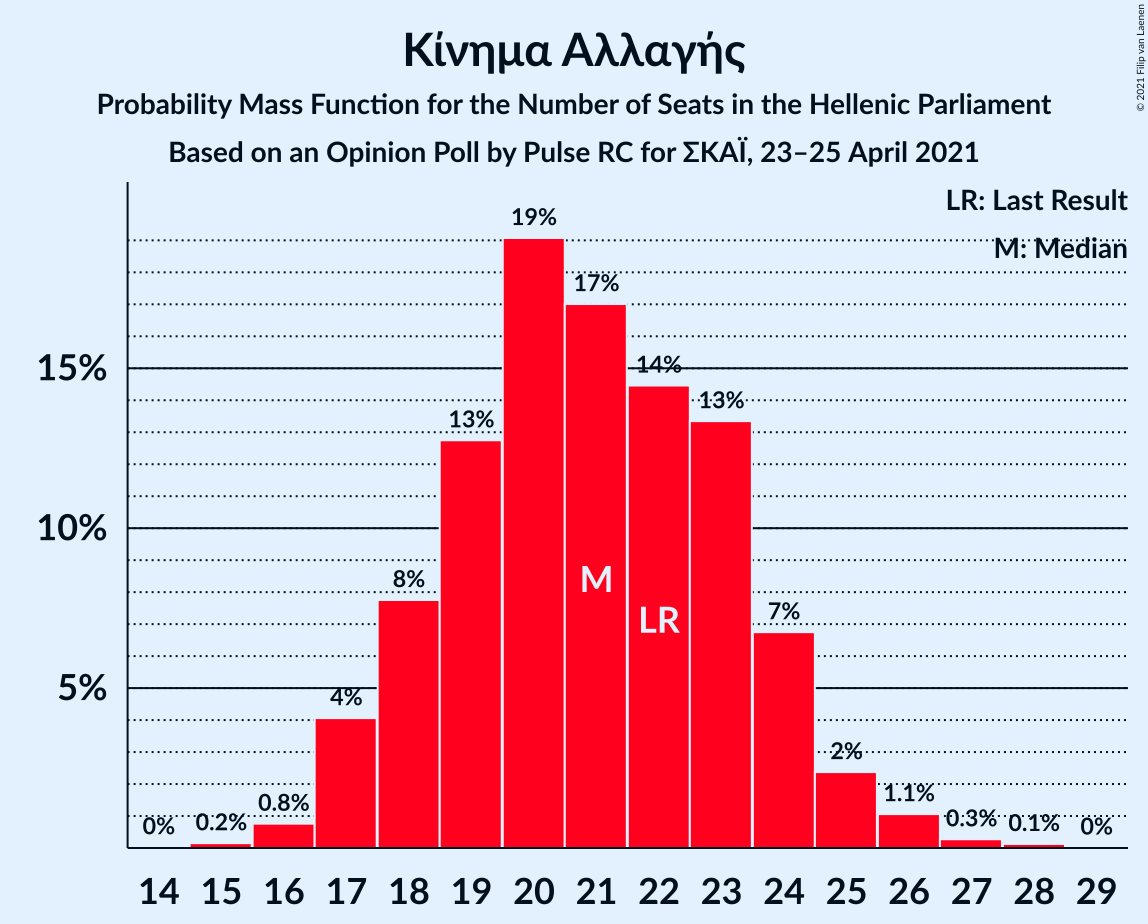 Κίνημα Αλλαγής
Probability Mass Function for the Number of Seats in the Hellenic Parliament
Based on an Opinion Poll by Pulse RC for ΣΚΑΪ, 23–25 April 2021
© 2021 Filip van Laenen
LR: Last Result
M: Median
19%
17%
14%
13%
13%
8%
7%
4%
2%
1.1%
0.8%
0.3%
0.2%
0.1%
0%
0%
15%
10%
5%
M
LR
14 15 16 17 18 19 20 21 22 23 24 25 26 27 28 29